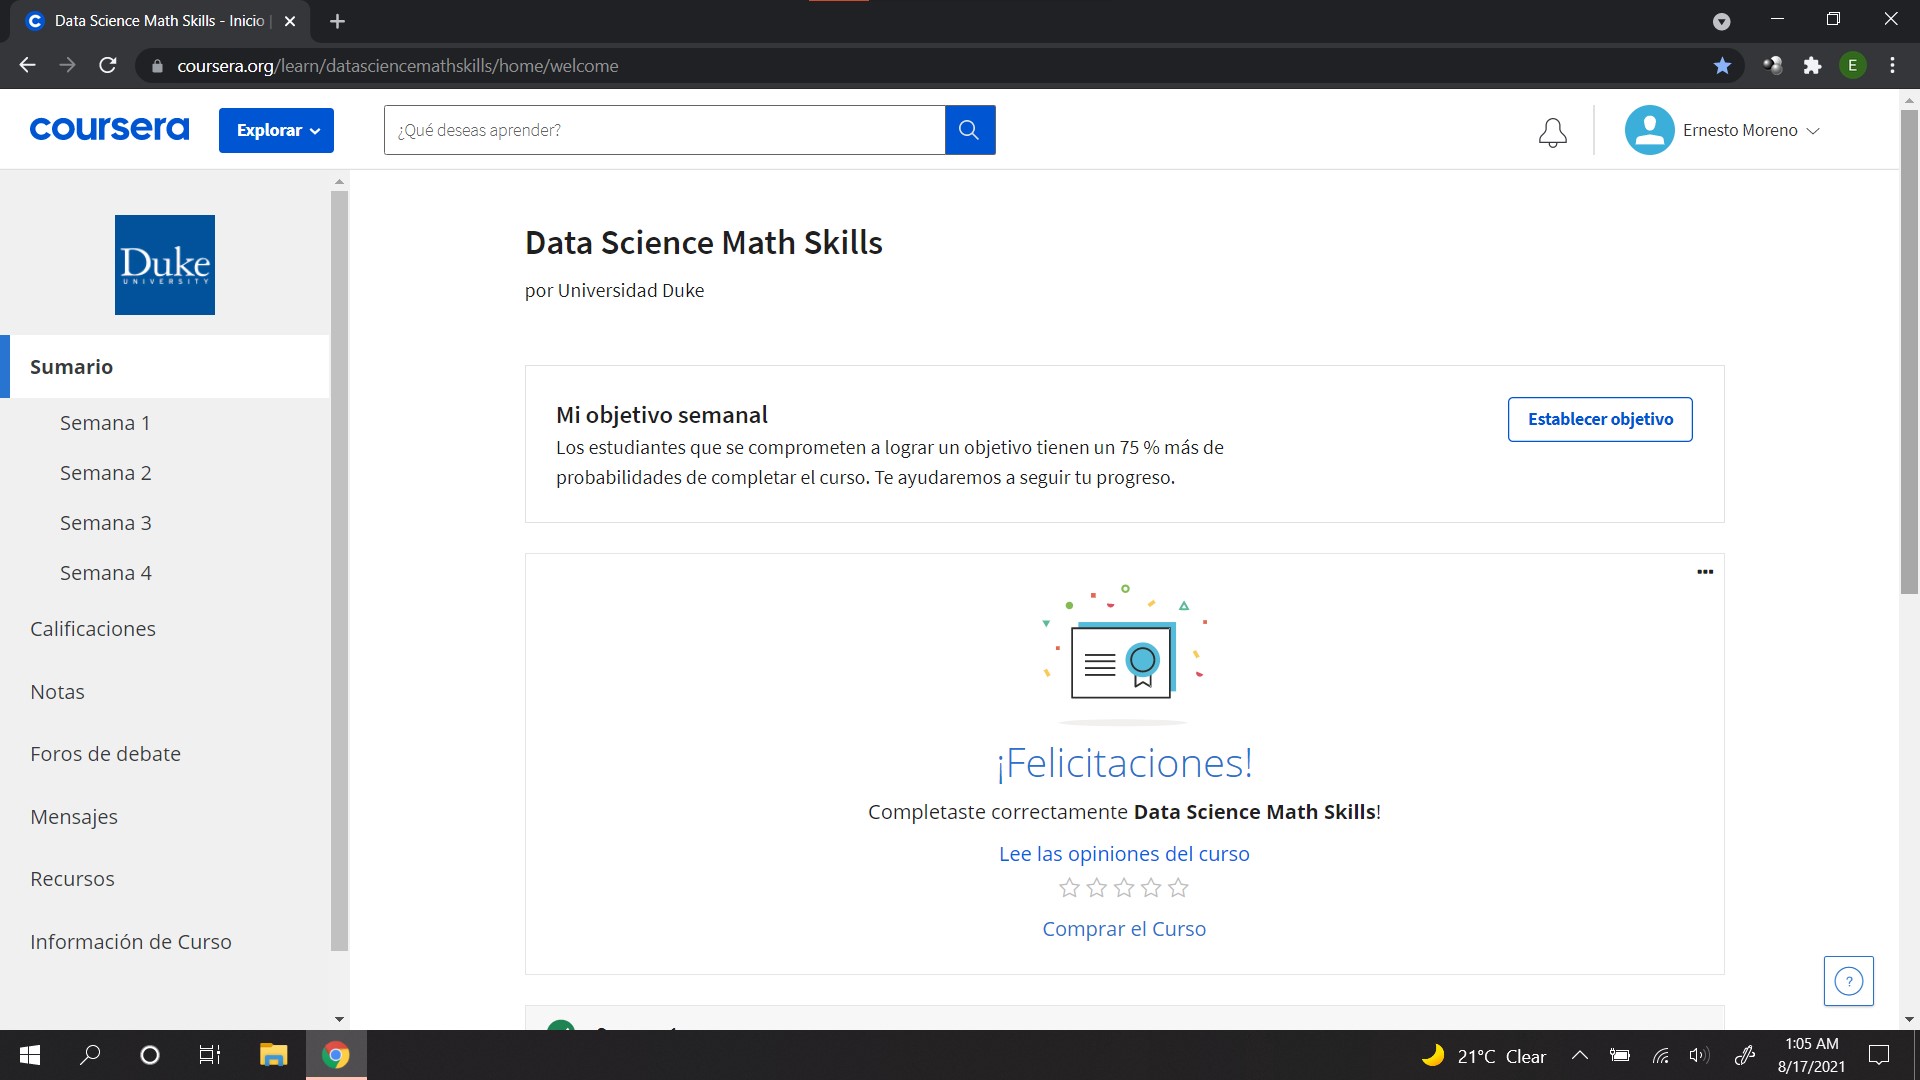 Data Science Math Skills - Inicio |
coursera.org/learn/datasciencemathskills/home/welcome
E
coursera
Explorar
¿Qué deseas aprender?
Ernesto Moreno
Duke
UNIVERSITY
Sumario
Semana 1
Semana 2
Semana 3
Semana 4
Calificaciones
Notas
Foros de debate
Mensajes
Recursos
Información de Curso
Data Science Math Skills
por Universidad Duke
Mi objetivo semanal
Los estudiantes que se comprometen a lograr un objetivo tienen un 75 % más de
probabilidades de completar el curso. Te ayudaremos a seguir tu progreso.
Establecer objetivo
¡Felicitaciones!
Completaste correctamente Data Science Math Skills!
Lee las opiniones del curso
Comprar el Curso
?
21°C Clear
1:05 AM
8/17/2021